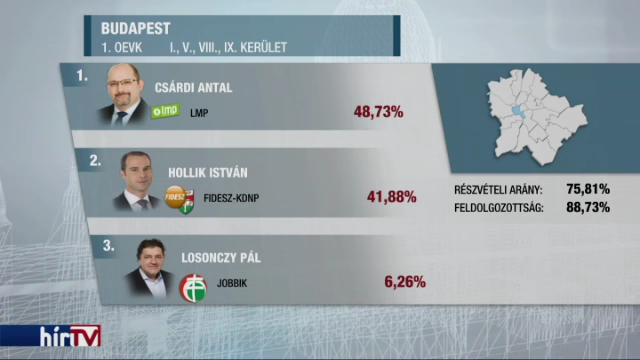 BUDAPEST
1. OEVK I., V., VIII., IX. KERÜLET
1.
CSÁRDI ANTAL
lmp LMP 48,73%
2.
HOLLIK ISTVÁN
FIDESZ FIDESZ-KDNP 41,88%
3.
LOSONCZY PÁL
JOBBIK 6,26%
RÉSZVÉTELI ARÁNY: 75,81%
FELDOLGOZOTTSÁG: 88,73%
hírTV